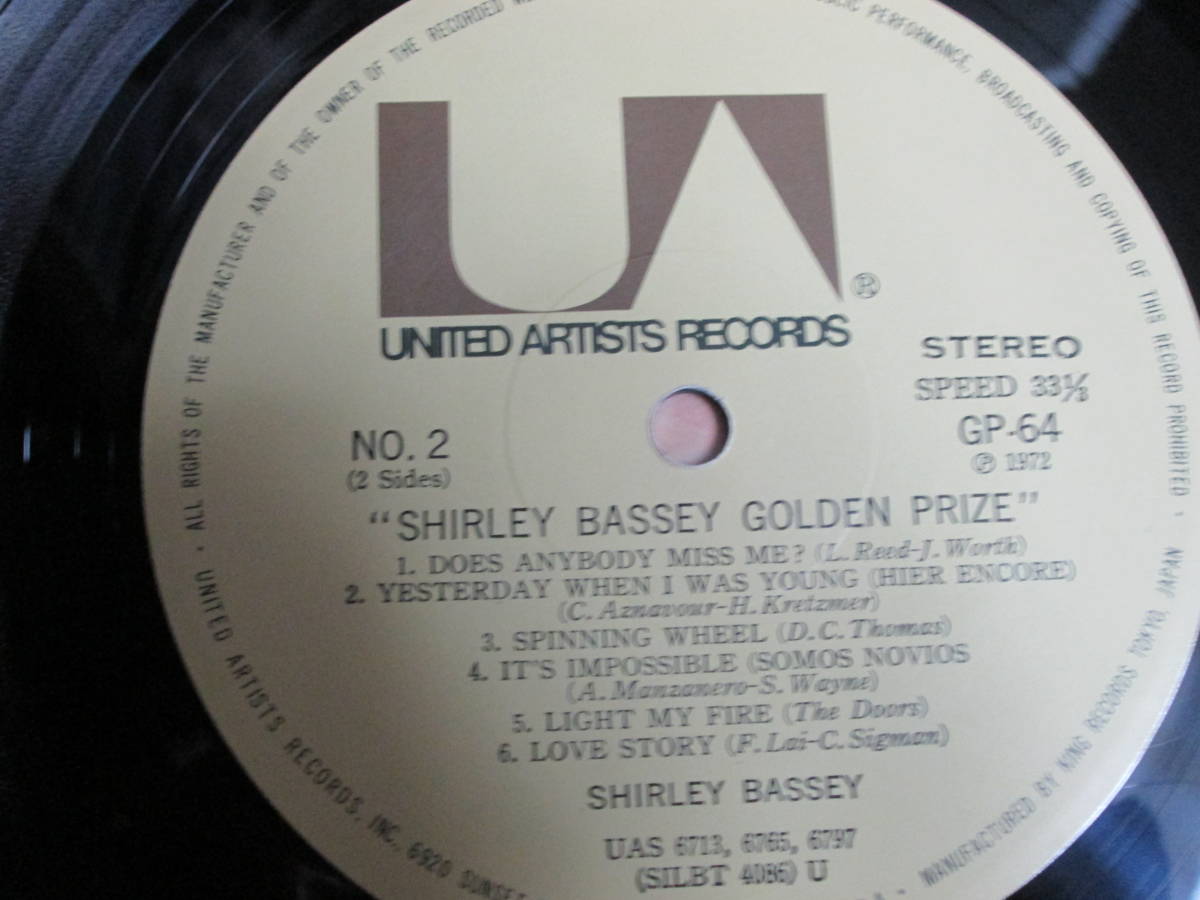 UA ®
UNITED ARTISTS RECORDS
STEREO
SPEED 33⅓
NO. 2
GP-64
(2 Sides)
℗ 1972
"SHIRLEY BASSEY GOLDEN PRIZE"
1. DOES ANYBODY MISS ME? (L. Reed-J. Worth)
2. YESTERDAY WHEN I WAS YOUNG (HIER ENCORE)
(C. Aznavour-H. Kretzmer)
3. SPINNING WHEEL (D.C. Thomas)
4. IT'S IMPOSSIBLE (SOMOS NOVIOS
(A. Manzanero-S. Wayne)
5. LIGHT MY FIRE (The Doors)
6. LOVE STORY (F. Lai-C. Sigman)
SHIRLEY BASSEY
UAS 6713, 6765, 6797
(SILBT 4086) U
UNITED ARTISTS RECORDS, INC., 6920 SUNSET
· ALL RIGHTS OF THE MANUFACTURER AND OF THE OWNER OF THE RECORDED
PERFORMANCE, BROADCASTING AND COPYING OF THIS RECORD PROHIBITED ·
· MANUFACTURED BY KING RECORDS TOKYO, JAPAN